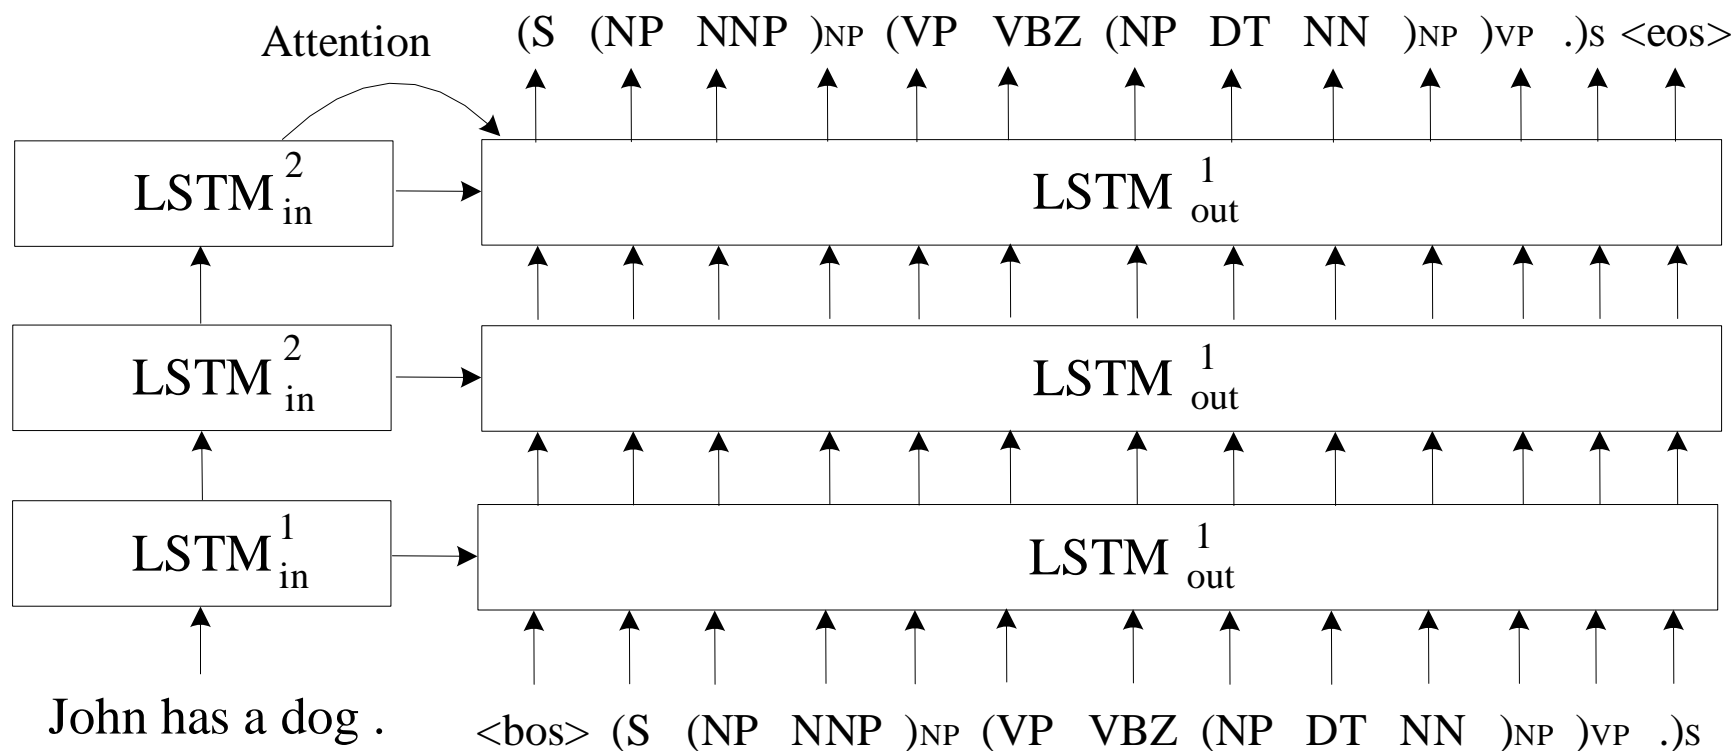 Attention (S (NP NNP )NP (VP VBZ (NP DT NN )NP )VP .)S <eos>
LSTM 2 in LSTM 1 out
LSTM 2 in LSTM 1 out
LSTM 1 in LSTM 1 out
John has a dog . <bos> (S (NP NNP )NP (VP VBZ (NP DT NN )NP )VP .)S